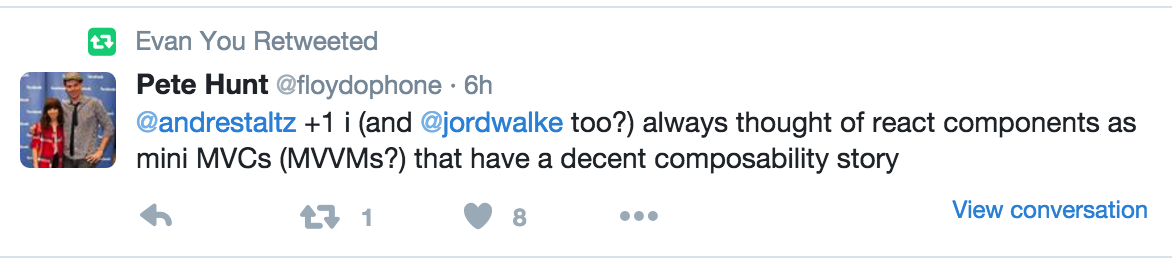 Evan You Retweeted
Pete Hunt @floydophone · 6h
@andrestaltz +1 i (and @jordwalke too?) always thought of react components as
mini MVCs (MVVMs?) that have a decent composability story
1 8 View conversation